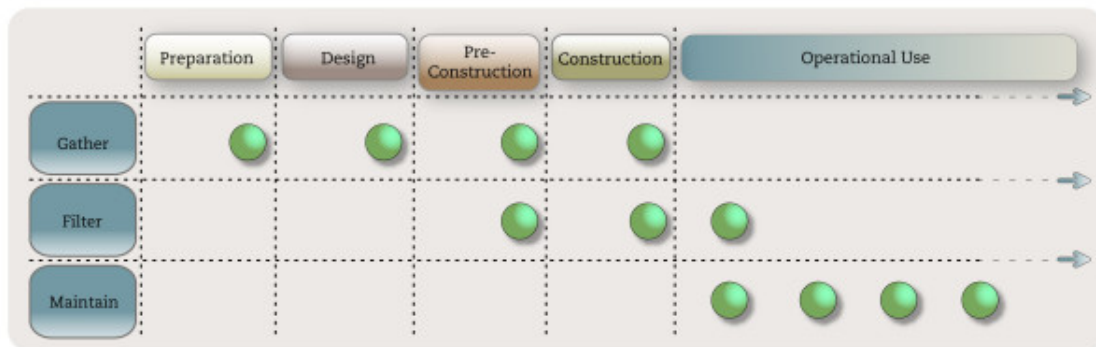 Preparation
Design
Pre-
Construction
Construction
Operational Use
Gather
Filter
Maintain